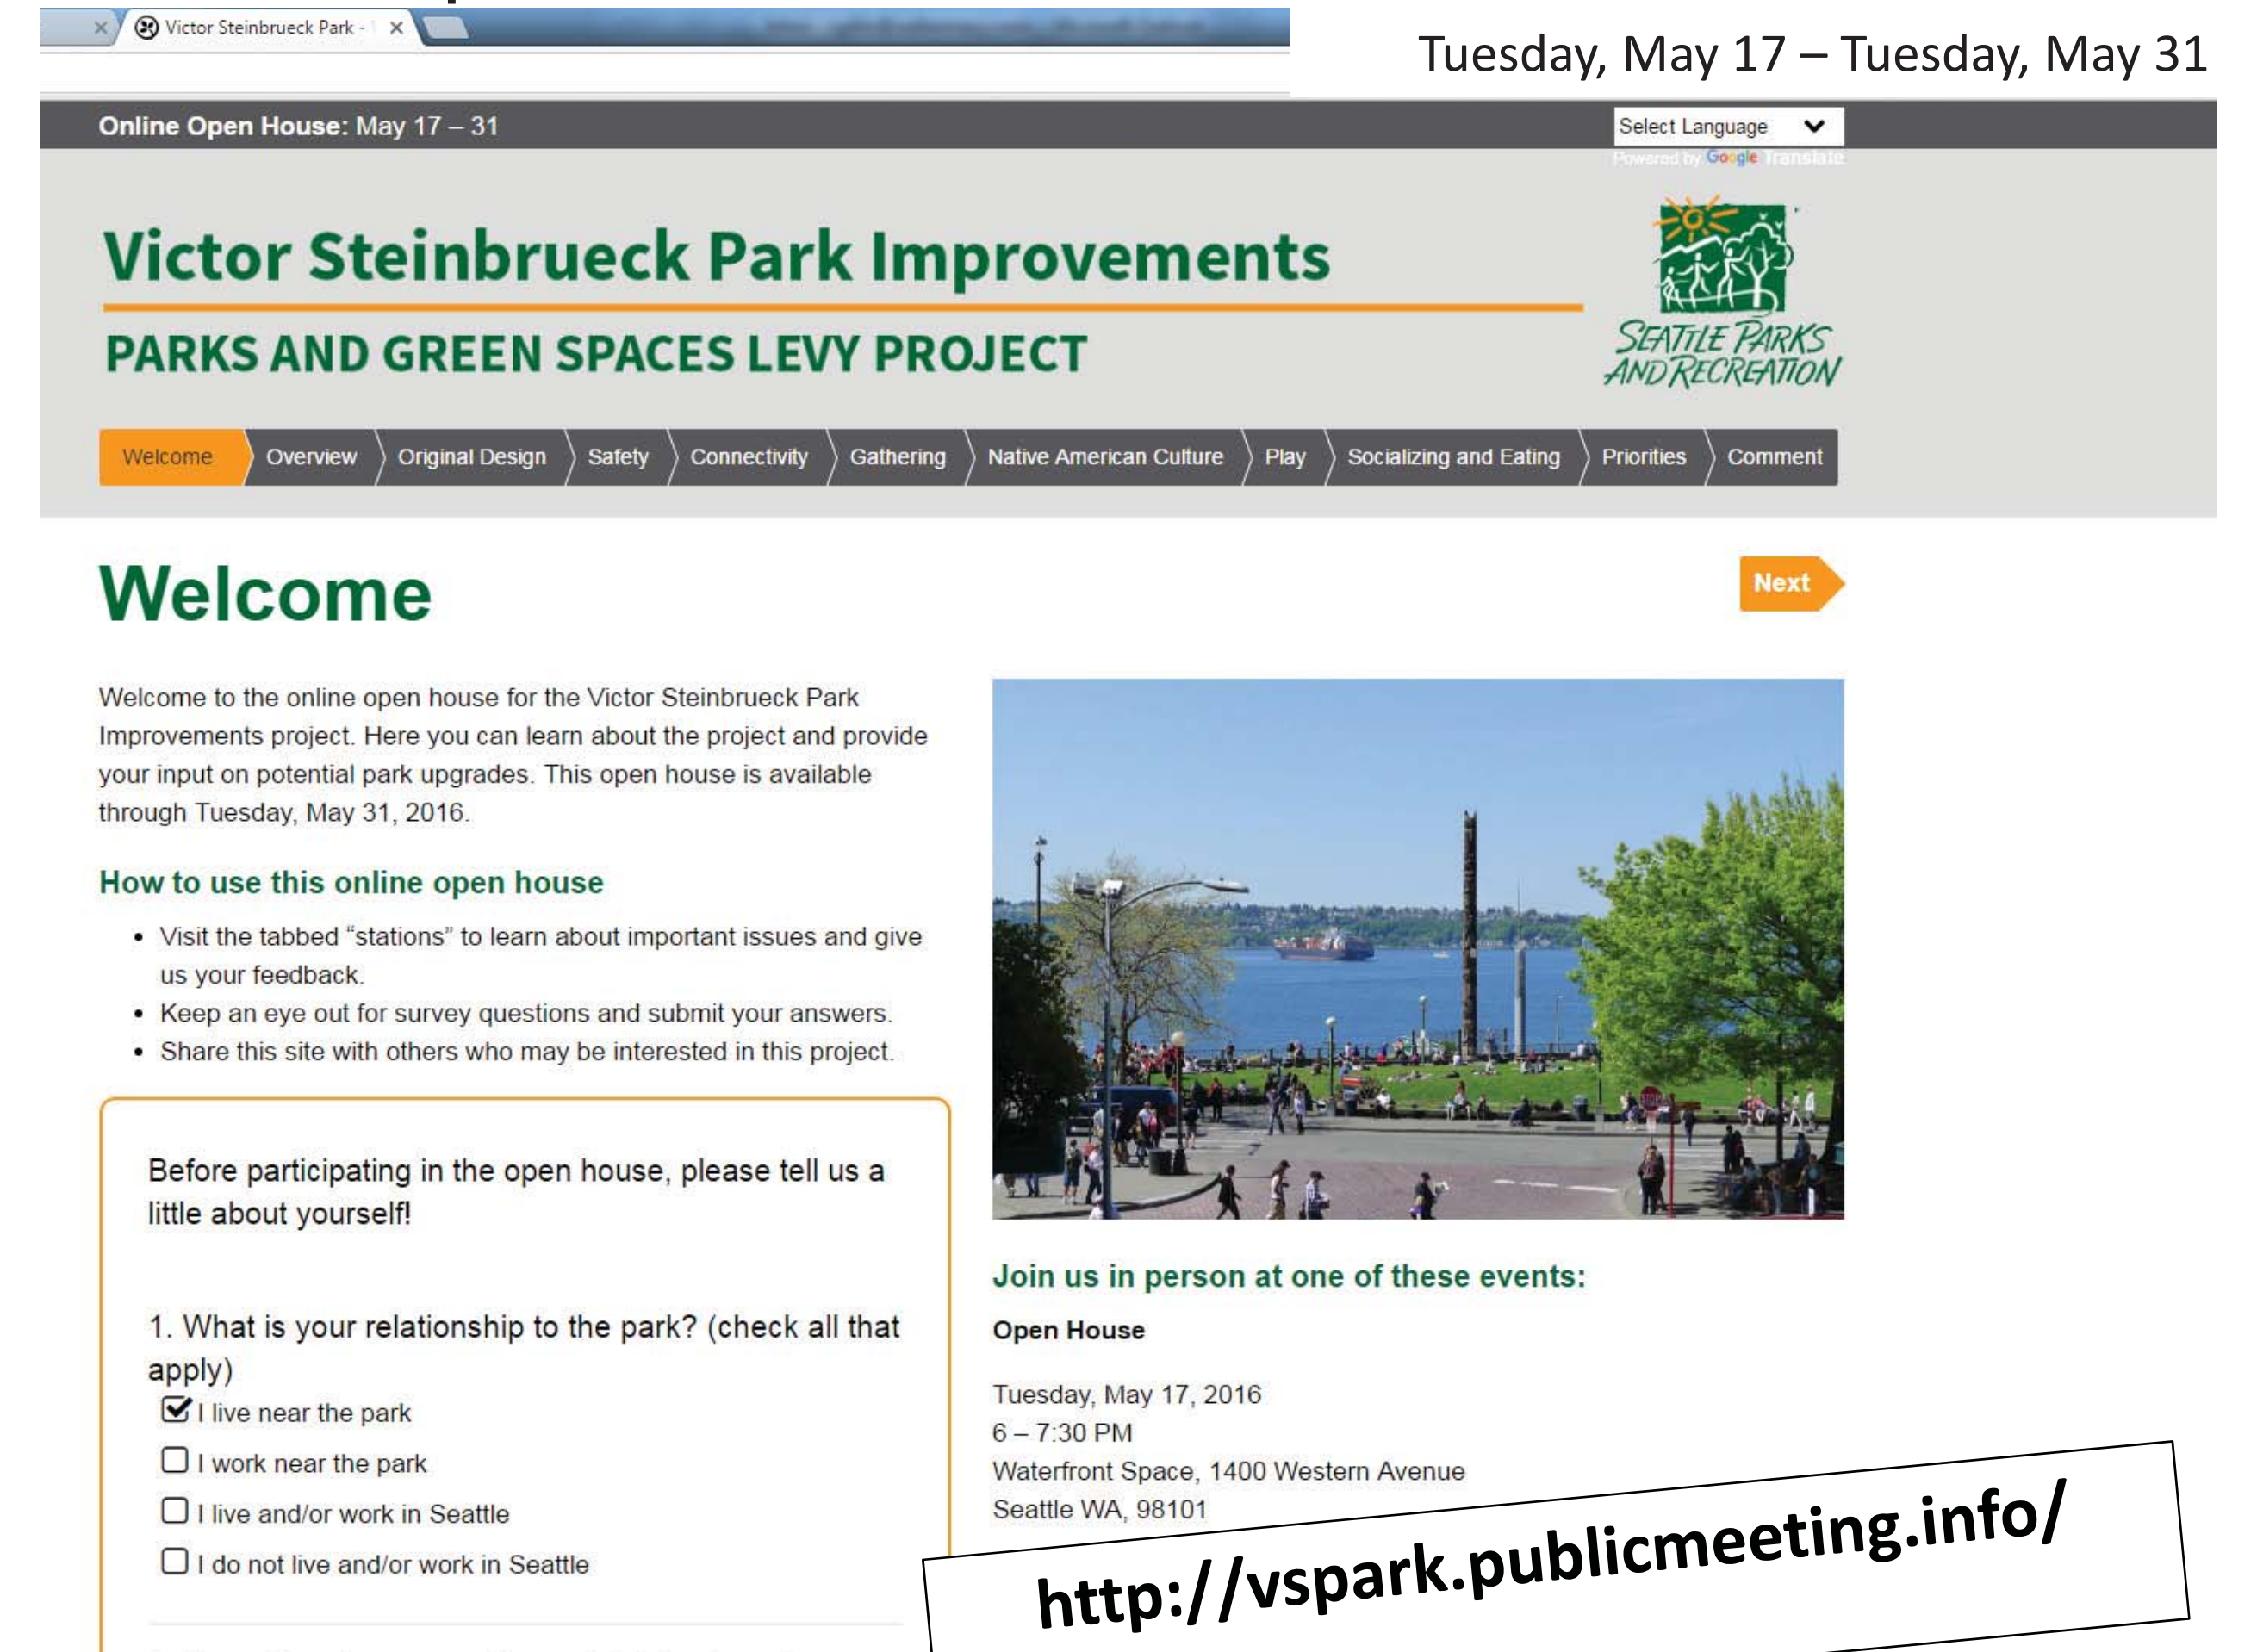 Tuesday, May 17 – Tuesday, May 31
Victor Steinbrueck Park -
Online Open House: May 17 – 31
Select Language
Powered by Google Translate
Victor Steinbrueck Park Improvements
PARKS AND GREEN SPACES LEVY PROJECT
SEATTLE PARKS
AND RECREATION
Welcome Overview Original Design Safety Connectivity Gathering Native American Culture Play Socializing and Eating Priorities Comment
Welcome
Next
Welcome to the online open house for the Victor Steinbrueck Park
Improvements project. Here you can learn about the project and provide
your input on potential park upgrades. This open house is available
through Tuesday, May 31, 2016.
How to use this online open house
• Visit the tabbed “stations” to learn about important issues and give
us your feedback.
• Keep an eye out for survey questions and submit your answers.
• Share this site with others who may be interested in this project.
Before participating in the open house, please tell us a
little about yourself!
1. What is your relationship to the park? (check all that
apply)
I live near the park
I work near the park
I live and/or work in Seattle
I do not live and/or work in Seattle
Join us in person at one of these events:
Open House
Tuesday, May 17, 2016
6 – 7:30 PM
Waterfront Space, 1400 Western Avenue
Seattle WA, 98101
http://vspark.publicmeeting.info/